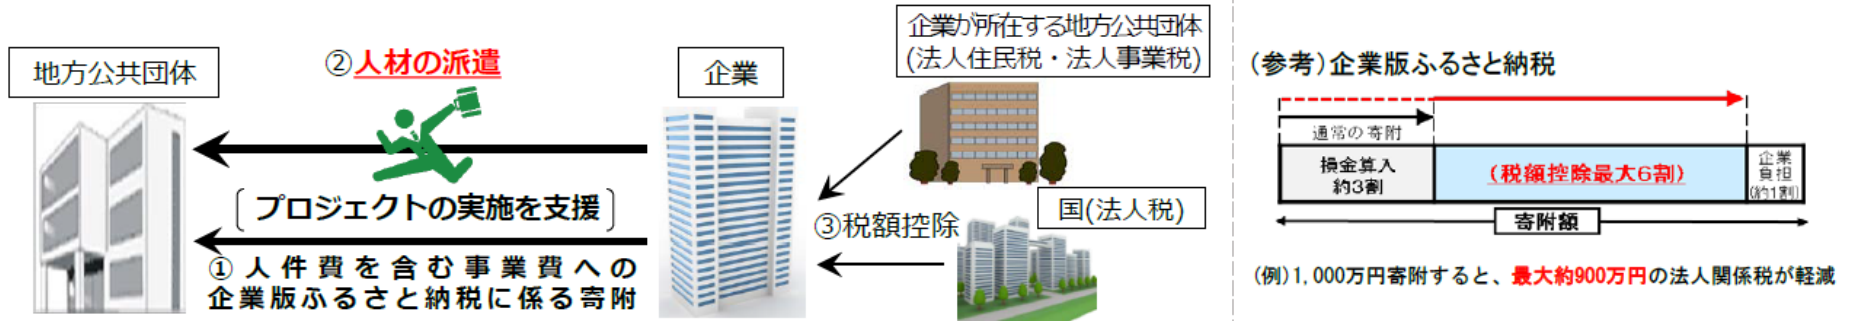 地方公共団体
②人材の派遣
プロジェクトの実施を支援
①人件費を含む事業費への
企業版ふるさと納税に係る寄附
企業
企業が所在する地方公共団体
(法人住民税・法人事業税)
③税額控除
国(法人税)
(参考)企業版ふるさと納税
通常の寄附
損金算入
約3割
(税額控除最大6割)
企業
負担
(約1割)
寄附額
(例)1,000万円寄附すると、最大約900万円の法人関係税が軽減